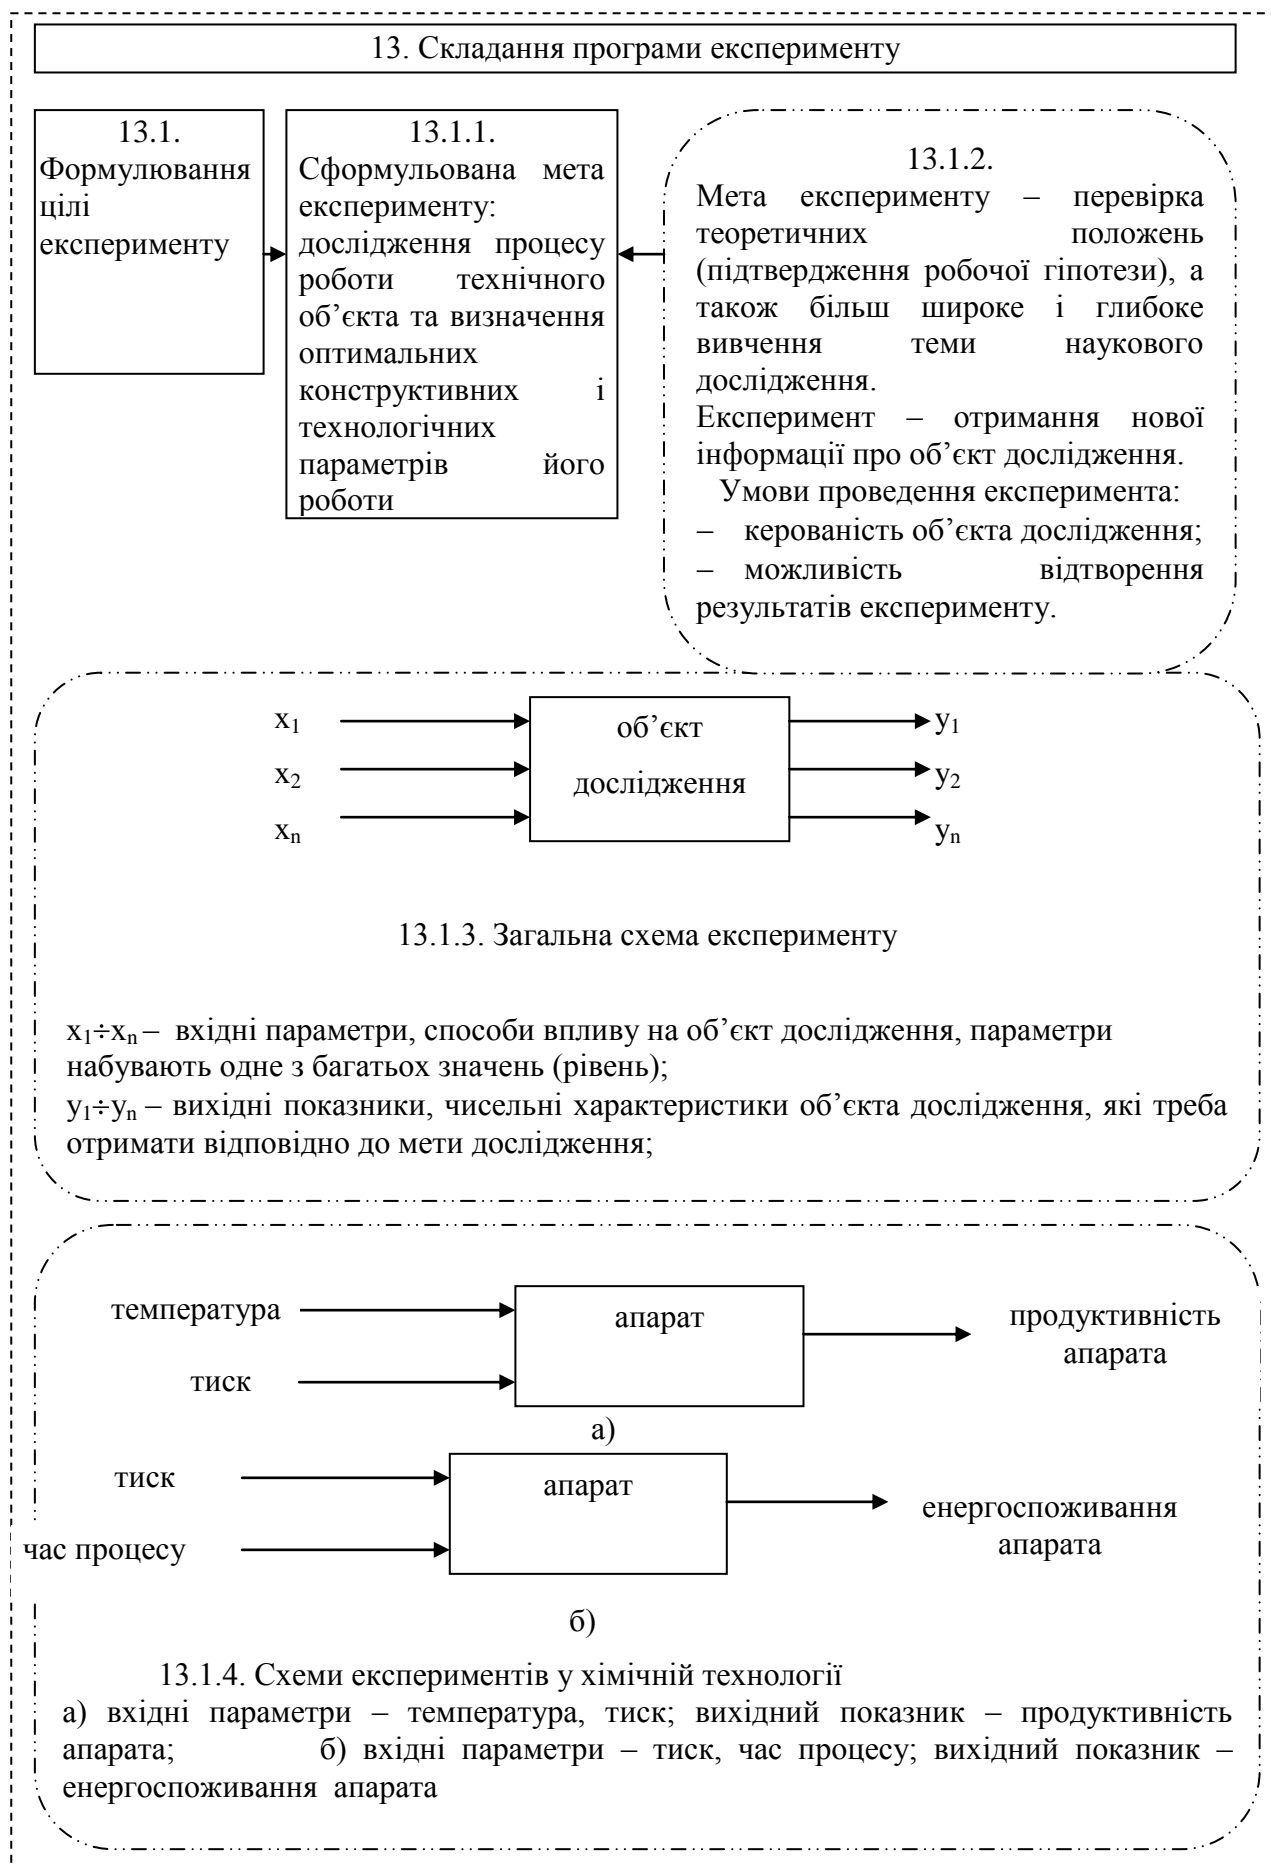 13. Складання програми експерименту
13.1.
Формулювання
цілі
експерименту
13.1.1.
Сформульована мета
експерименту:
дослідження процесу
роботи технічного
об’єкта та визначення
оптимальних
конструктивних і
технологічних
параметрів його
роботи
13.1.2.
Мета експерименту – перевірка
теоретичних положень
(підтвердження робочої гіпотези), а
також більш широке і глибоке
вивчення теми наукового
дослідження.
Експеримент – отримання нової
інформації про об’єкт дослідження.
Умови проведення експеримента:
– керованість об’єкта дослідження;
– можливість відтворення
результатів експерименту.
x₁
x₂
xₙ
об’єкт
дослідження
y₁
y₂
yₙ
13.1.3. Загальна схема експерименту
x₁÷xₙ – вхідні параметри, способи впливу на об’єкт дослідження, параметри
набувають одне з багатьох значень (рівень);
y₁÷yₙ – вихідні показники, чисельні характеристики об’єкта дослідження, які треба
отримати відповідно до мети дослідження;
температура
тиск
апарат
продуктивність
апарата
а)
тиск
час процесу
апарат
енергоспоживання
апарата
б)
13.1.4. Схеми експериментів у хімічній технології
а) вхідні параметри – температура, тиск; вихідний показник – продуктивність
апарата; б) вхідні параметри – тиск, час процесу; вихідний показник –
енергоспоживання апарата